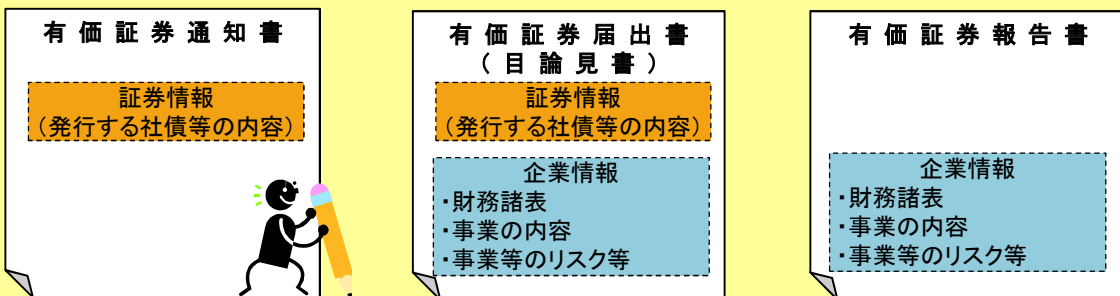 有価証券通知書
証券情報
（発行する社債等の内容）
有価証券届出書
（目論見書）
証券情報
（発行する社債等の内容）
企業情報
・財務諸表
・事業の内容
・事業等のリスク等
有価証券報告書
企業情報
・財務諸表
・事業の内容
・事業等のリスク等